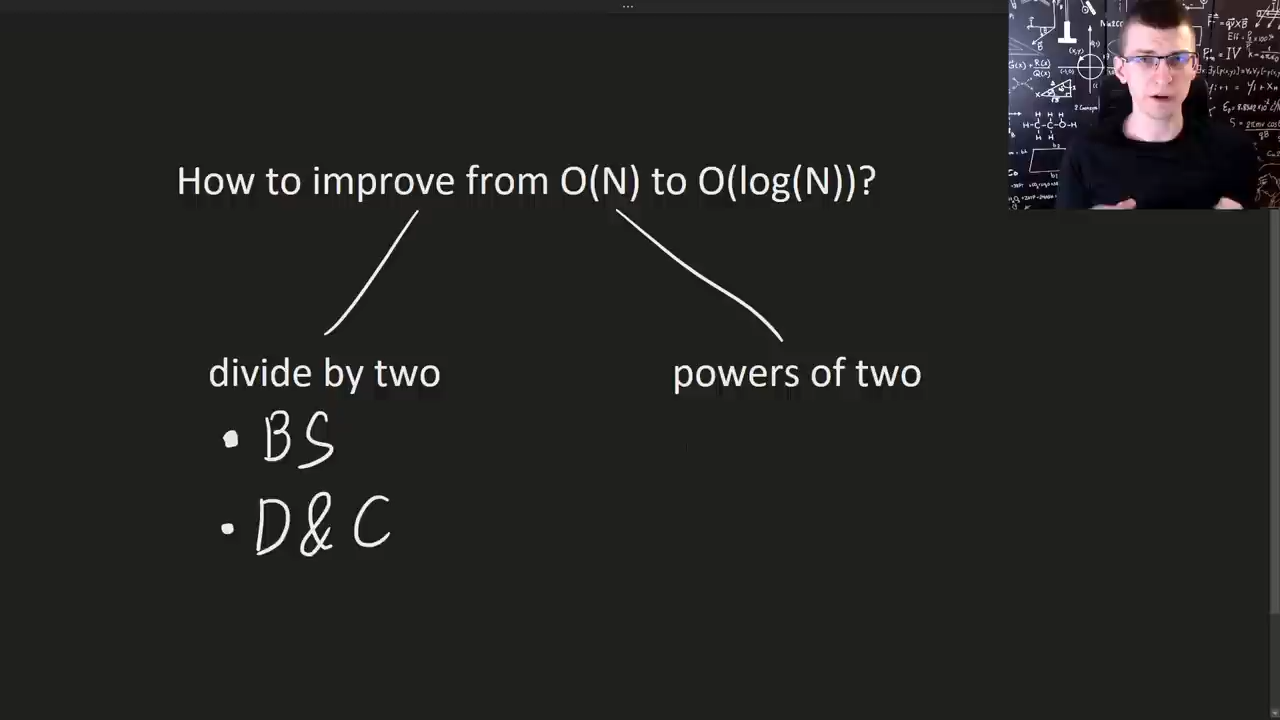 How to improve from O(N) to O(log(N))?
divide by two
powers of two
• BS
• D & C